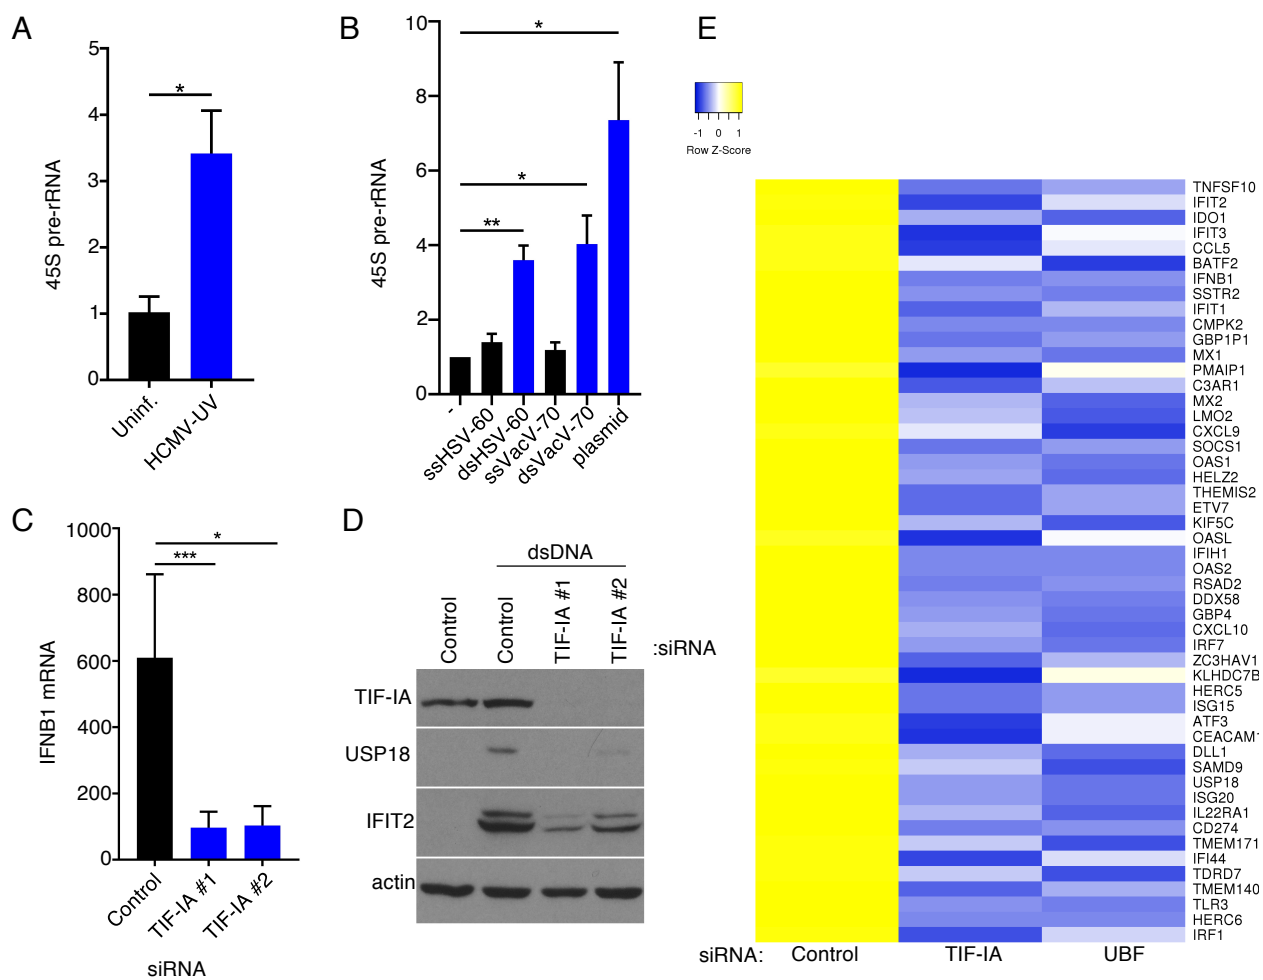 A
5
4
3
2
1
0
45S pre-rRNA
*
Uninf.
HCMV-UV
B
10
8
6
4
2
0
45S pre-rRNA
*
*
**
-
ssHSV-60
dsHSV-60
ssVacV-70
dsVacV-70
plasmid
C
1000
800
600
400
200
0
IFNB1 mRNA
*
***
Control
TIF-IA #1
TIF-IA #2
siRNA
D
dsDNA
Control
Control
TIF-IA #1
TIF-IA #2
:siRNA
TIF-IA
USP18
IFIT2
actin
E
-1 0 1
Row Z-Score
TNFSF10
IFIT2
IDO1
IFIT3
CCL5
BATF2
IFNB1
SSTR2
IFIT1
CMPK2
GBP1P1
MX1
PMAIP1
C3AR1
MX2
LMO2
CXCL9
SOCS1
OAS1
HELZ2
THEMIS2
ETV7
KIF5C
OASL
IFIH1
OAS2
RSAD2
DDX58
GBP4
CXCL10
IRF7
ZC3HAV1
KLHDC7B
HERC5
ISG15
ATF3
CEACAM1
DLL1
SAMD9
USP18
ISG20
IL22RA1
CD274
TMEM171
IFI44
TDRD7
TMEM140
TLR3
HERC6
IRF1
siRNA: Control TIF-IA UBF